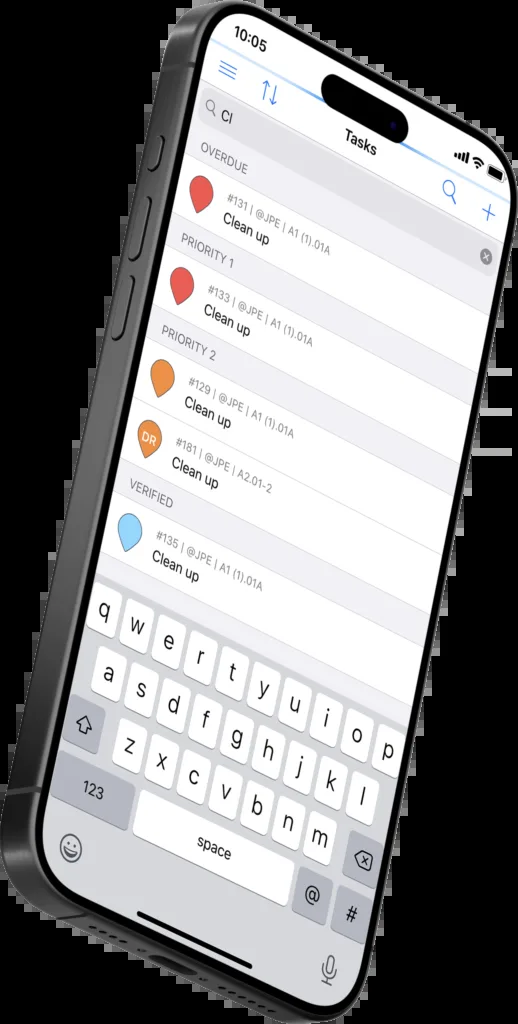 10:05
Tasks
Cl
OVERDUE
#131 | @JPE | A1 (1).01A
Clean up
PRIORITY 1
#133 | @JPE | A1 (1).01A
Clean up
PRIORITY 2
#129 | @JPE | A1 (1).01A
Clean up
DR
#181 | @JPE | A2.01-2
Clean up
VERIFIED
#135 | @JPE | A1 (1).01A
Clean up
q w e r t y u i o p
a s d f g h j k l
z x c v b n m
123 space @ #